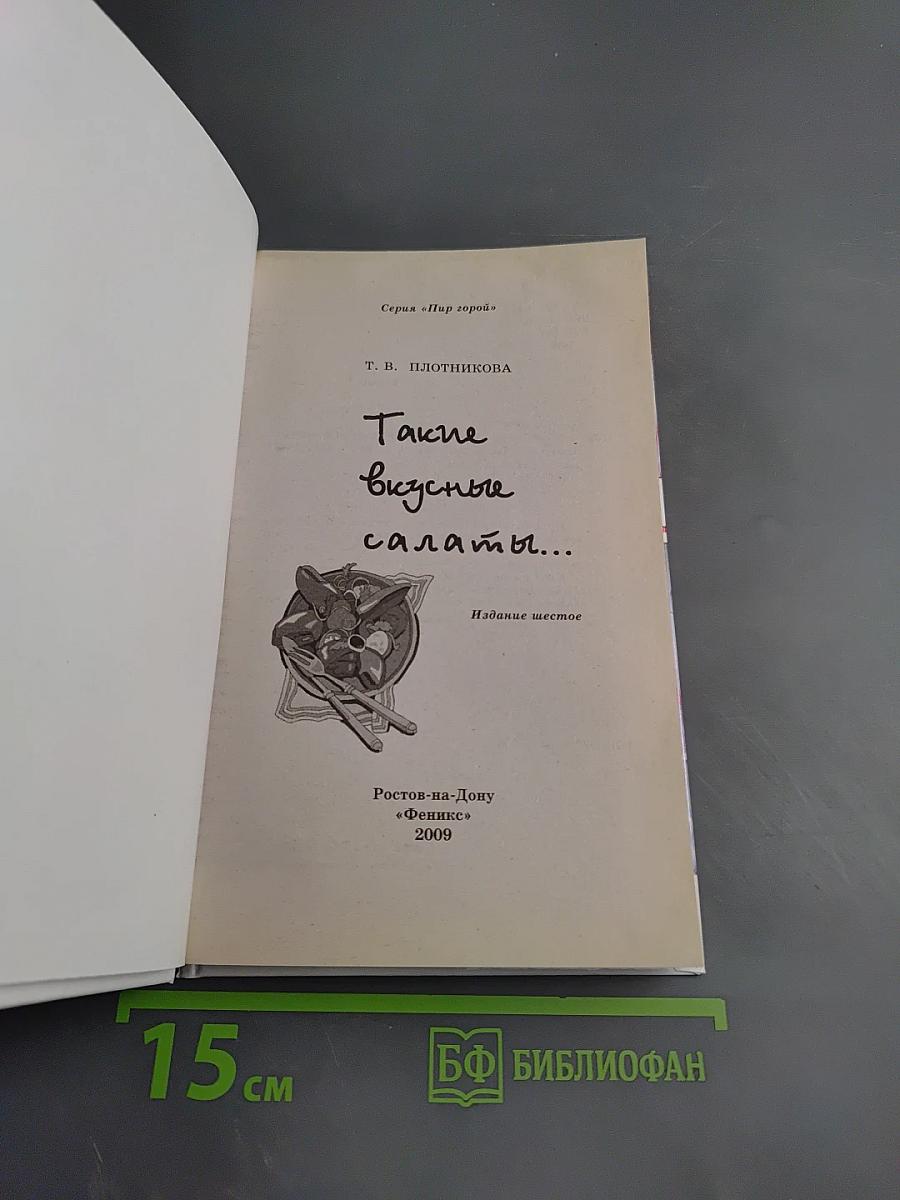 Серия «Пир горой»
Т. В. ПЛОТНИКОВА
Такие
вкусные
салаты...
Издание шестое
Ростов-на-Дону
«Феникс»
2009
15 см
БФ БИБЛИОФАН